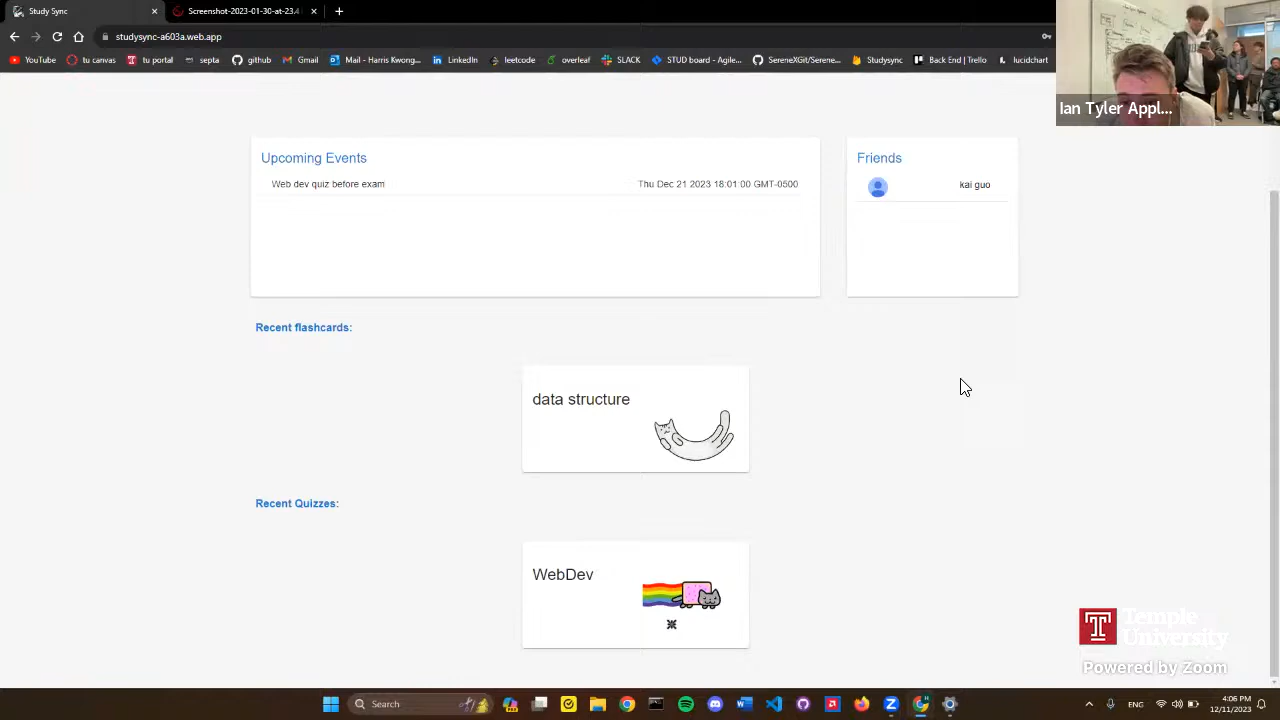 Study Sync
Screenshot-2023-01-30-at-23.4
studysync-a603a.web.app
YouTube
tu canvas
tu portal
septa
github
Gmail
Mail - Harris Kwong...
LinkedIn
leetcode
overleaf
SLACK
STUD board - Agile...
SereneXGit/Serene...
Studysync
Back End | Trello
lucidchart
Ian Tyler Appl...
Upcoming Events
Web dev quiz before exam
Thu Dec 21 2023 18:01:00 GMT-0500
Friends
kai guo
Recent flashcards:
data structure
Recent Quizzes:
WebDev
Temple
University
Powered by Zoom
Search
ENG
4:06 PM
12/11/2023